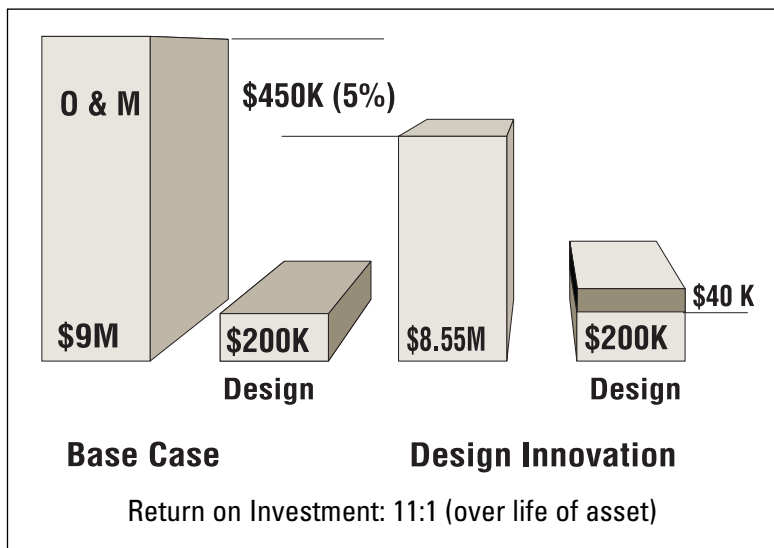 O & M
$450K (5%)
$9M
$200K
Design
$8.55M
$40 K
$200K
Design
Base Case
Design Innovation
Return on Investment: 11:1 (over life of asset)